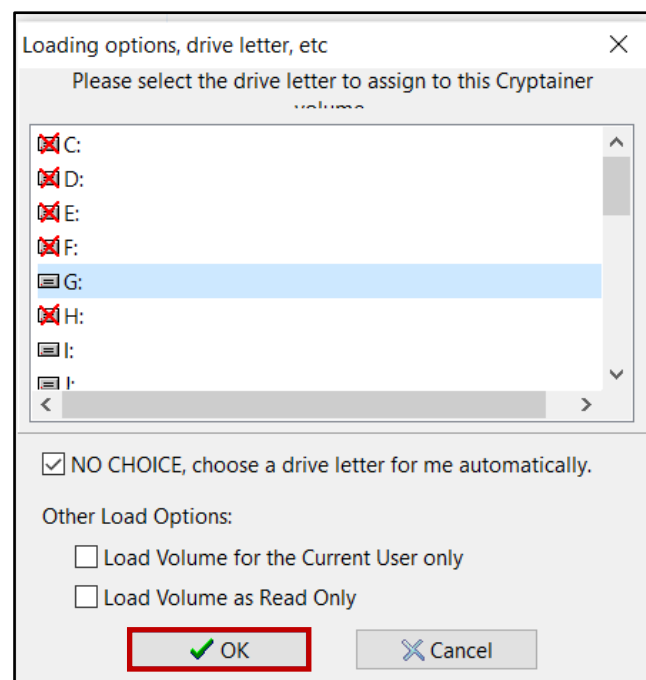 Loading options, drive letter, etc
Please select the drive letter to assign to this Cryptainer
volume
C:
D:
E:
F:
G:
H:
I:
J:
NO CHOICE, choose a drive letter for me automatically.
Other Load Options:
Load Volume for the Current User only
Load Volume as Read Only
OK
Cancel